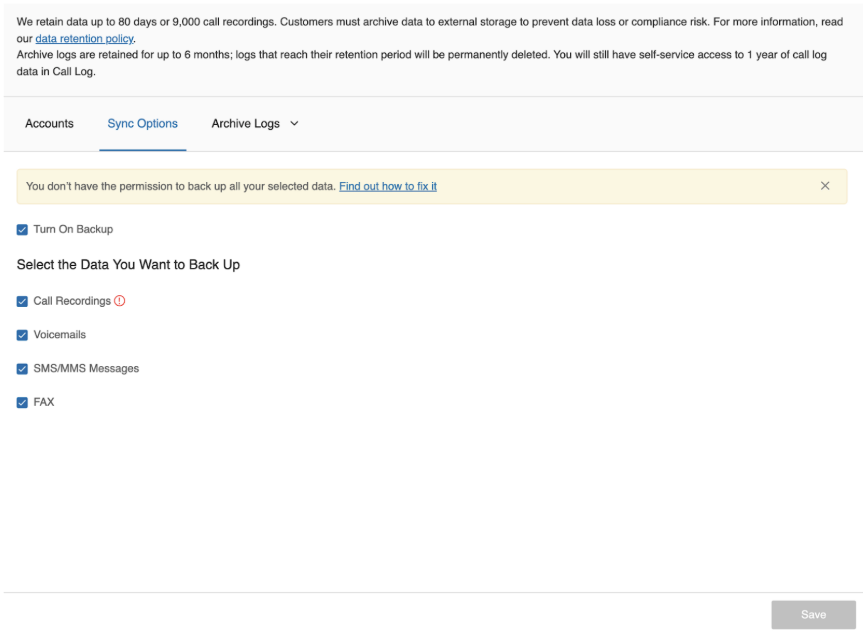 We retain data up to 80 days or 9,000 call recordings. Customers must archive data to external storage to prevent data loss or compliance risk. For more information, read
our data retention policy.
Archive logs are retained for up to 6 months; logs that reach their retention period will be permanently deleted. You will still have self-service access to 1 year of call log
data in Call Log.
Accounts Sync Options Archive Logs
You don't have the permission to back up all your selected data. Find out how to fix it
Turn On Backup
Select the Data You Want to Back Up
Call Recordings
Voicemails
SMS/MMS Messages
FAX
Save